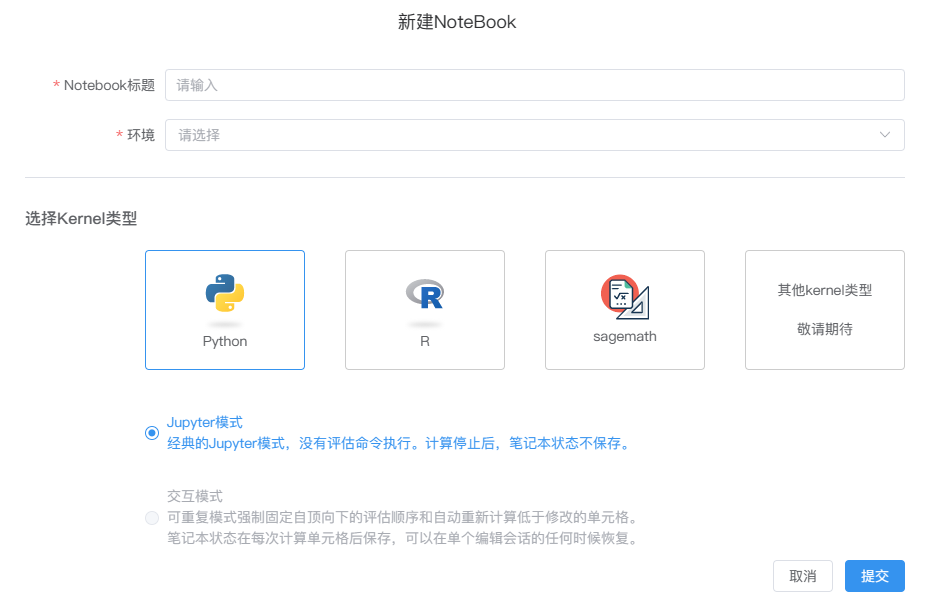 新建NoteBook
* Notebook标题
请输入
* 环境
请选择
选择Kernel类型
Python
R
R
sagemath
其他kernel类型
敬请期待
Jupyter模式
经典的Jupyter模式，没有评估命令执行。计算停止后，笔记本状态不保存。
交互模式
可重复模式强制固定自顶向下的评估顺序和自动重新计算低于修改的单元格。
笔记本状态在每次计算单元格后保存，可以在单个编辑会话的任何时候恢复。
取消
提交